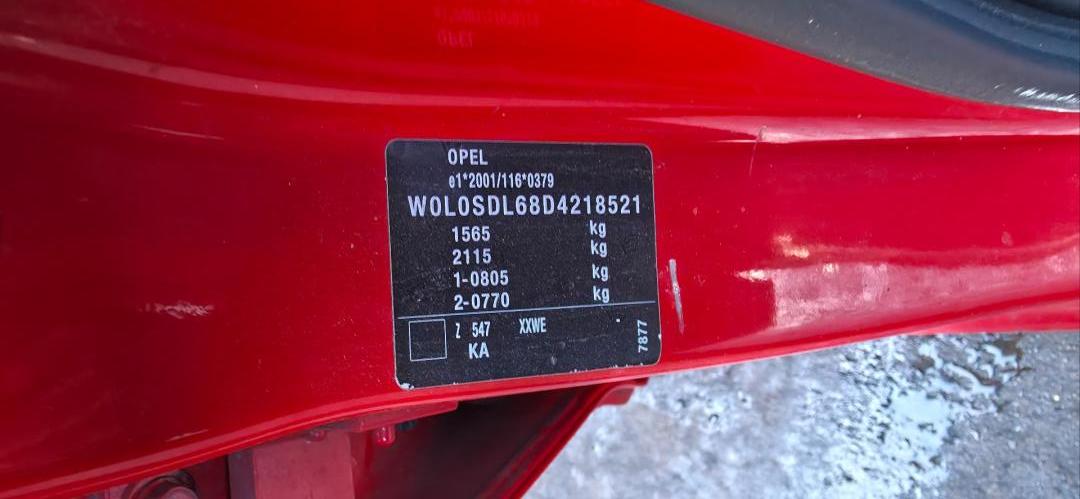 OPEL
e1*2001/116*0379
W0L0SDL68D4218521
1565 kg
2115 kg
1-0805 kg
2-0770 kg
Z 547 XXWE
KA
7877